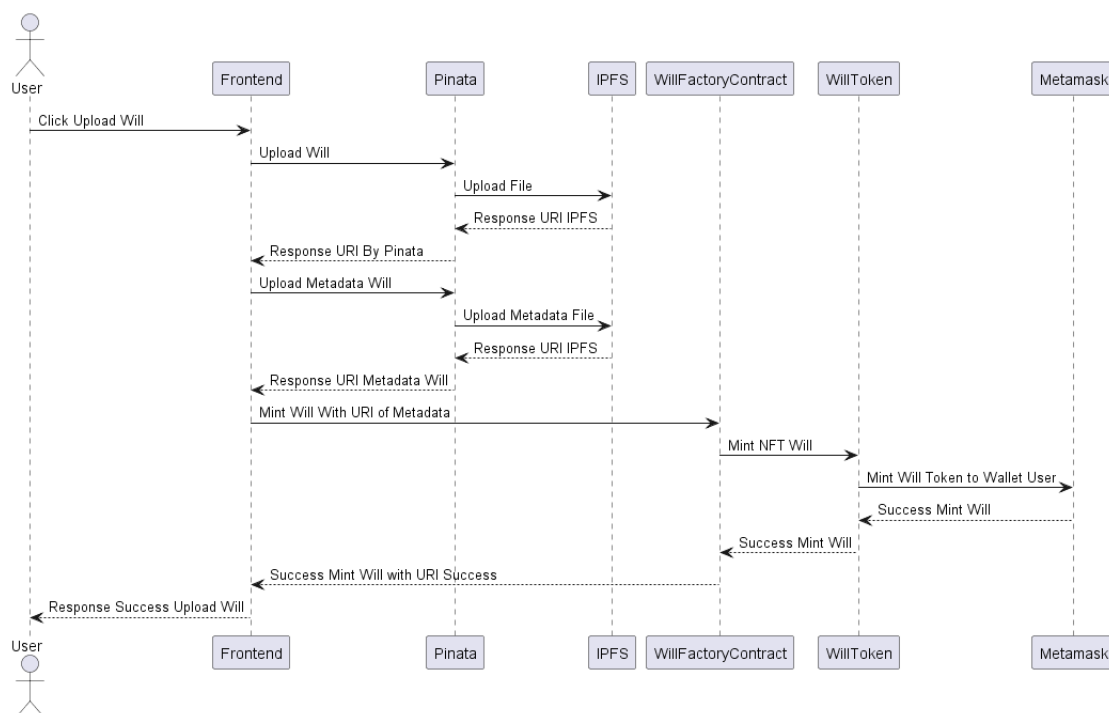 User
Frontend
Pinata
IPFS
WillFactoryContract
WillToken
Metamask
Click Upload Will
Upload Will
Upload File
Response URI IPFS
Response URI By Pinata
Upload Metadata Will
Upload Metadata File
Response URI IPFS
Response URI Metadata Will
Mint Will With URI of Metadata
Mint NFT Will
Mint Will Token to Wallet User
Success Mint Will
Success Mint Will
Success Mint Will with URI Success
Response Success Upload Will
User
Frontend
Pinata
IPFS
WillFactoryContract
WillToken
Metamask